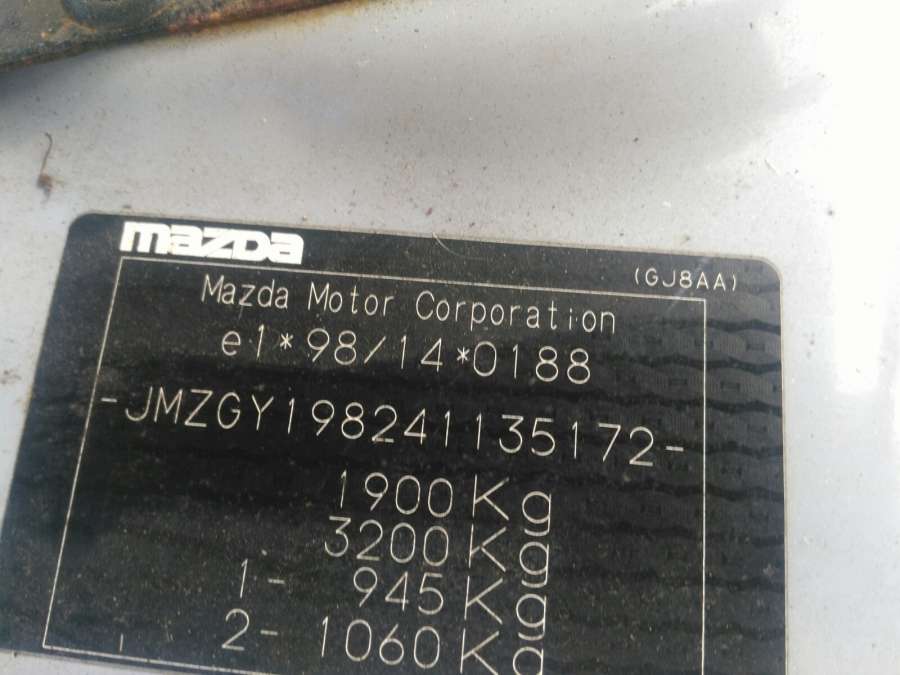 mazda
(GJ8AA)
Mazda Motor Corporation
e1*98/14*0188
-JMZGY198241135172-
1900Kg
3200Kg
1- 945Kg
2- 1060Kg